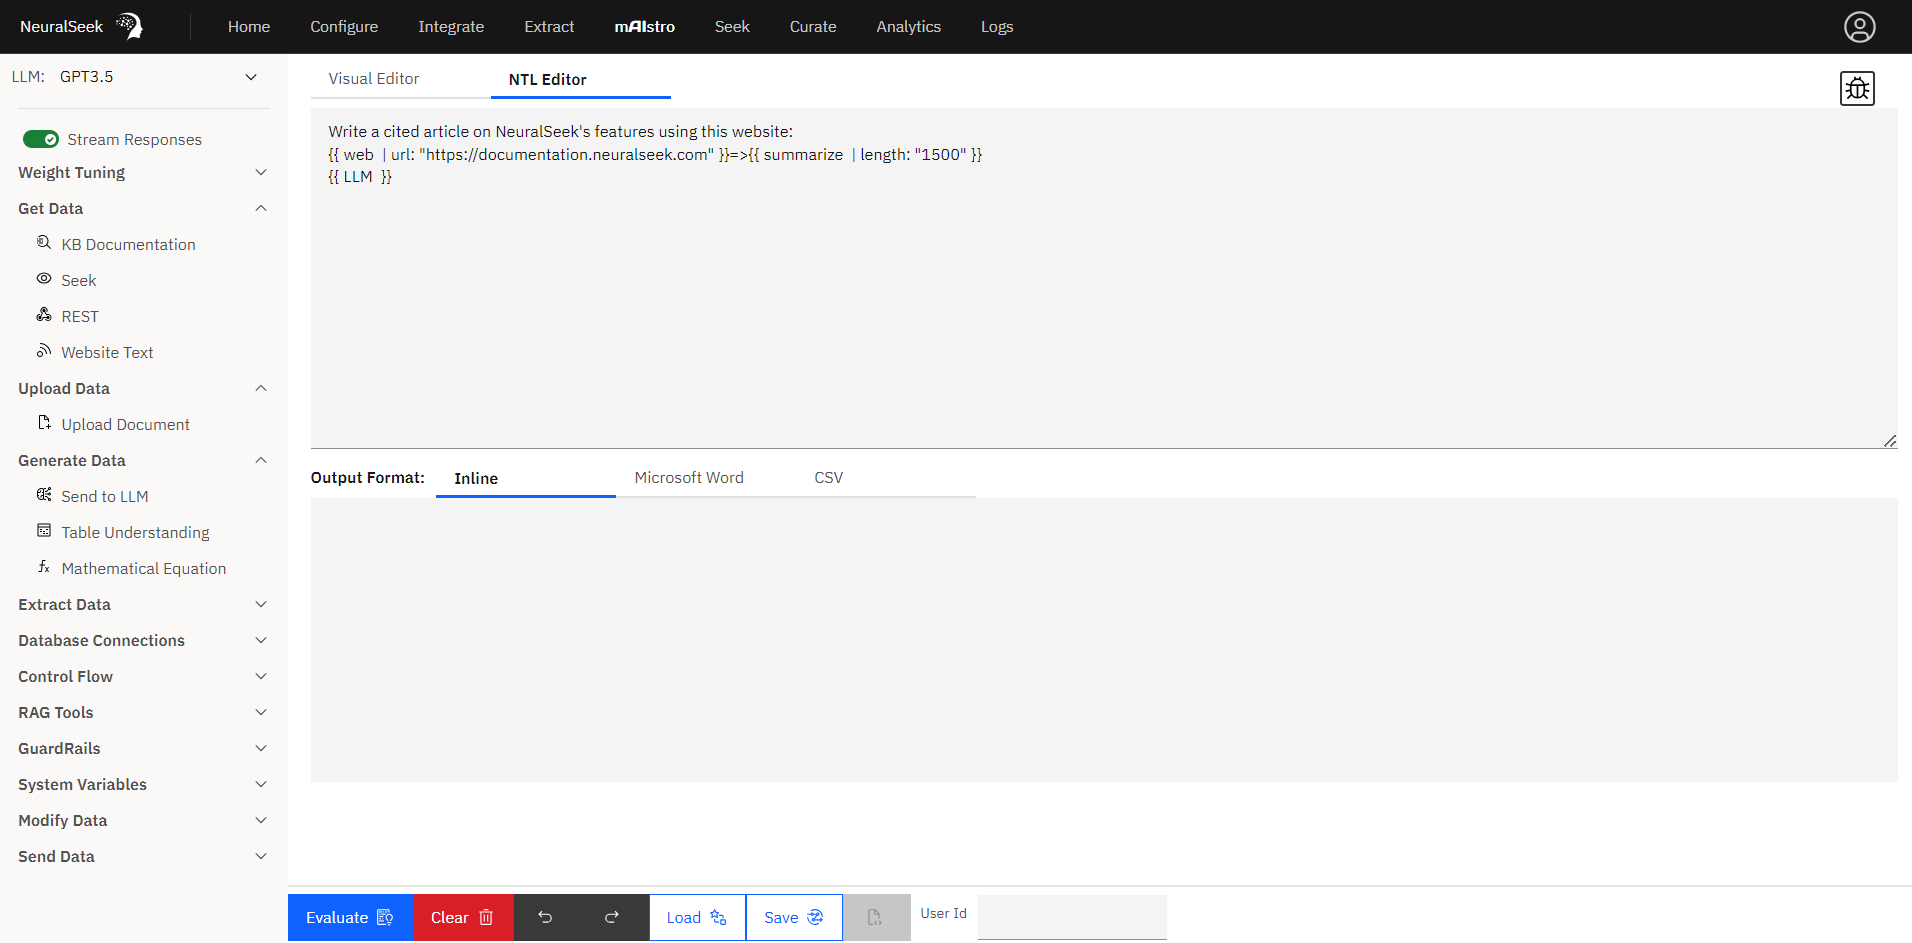 NeuralSeek Home Configure Integrate Extract mAIstro Seek Curate Analytics Logs
LLM: GPT3.5
Stream Responses
Weight Tuning
Get Data
KB Documentation
Seek
REST
Website Text
Upload Data
Upload Document
Generate Data
Send to LLM
Table Understanding
Mathematical Equation
Extract Data
Database Connections
Control Flow
RAG Tools
GuardRails
System Variables
Modify Data
Send Data
Visual Editor NTL Editor
Write a cited article on NeuralSeek's features using this website:
{{ web | url: "https://documentation.neuralseek.com" }}=>{{ summarize | length: "1500" }}
{{ LLM }}
Output Format: Inline Microsoft Word CSV
Evaluate Clear Load Save User Id